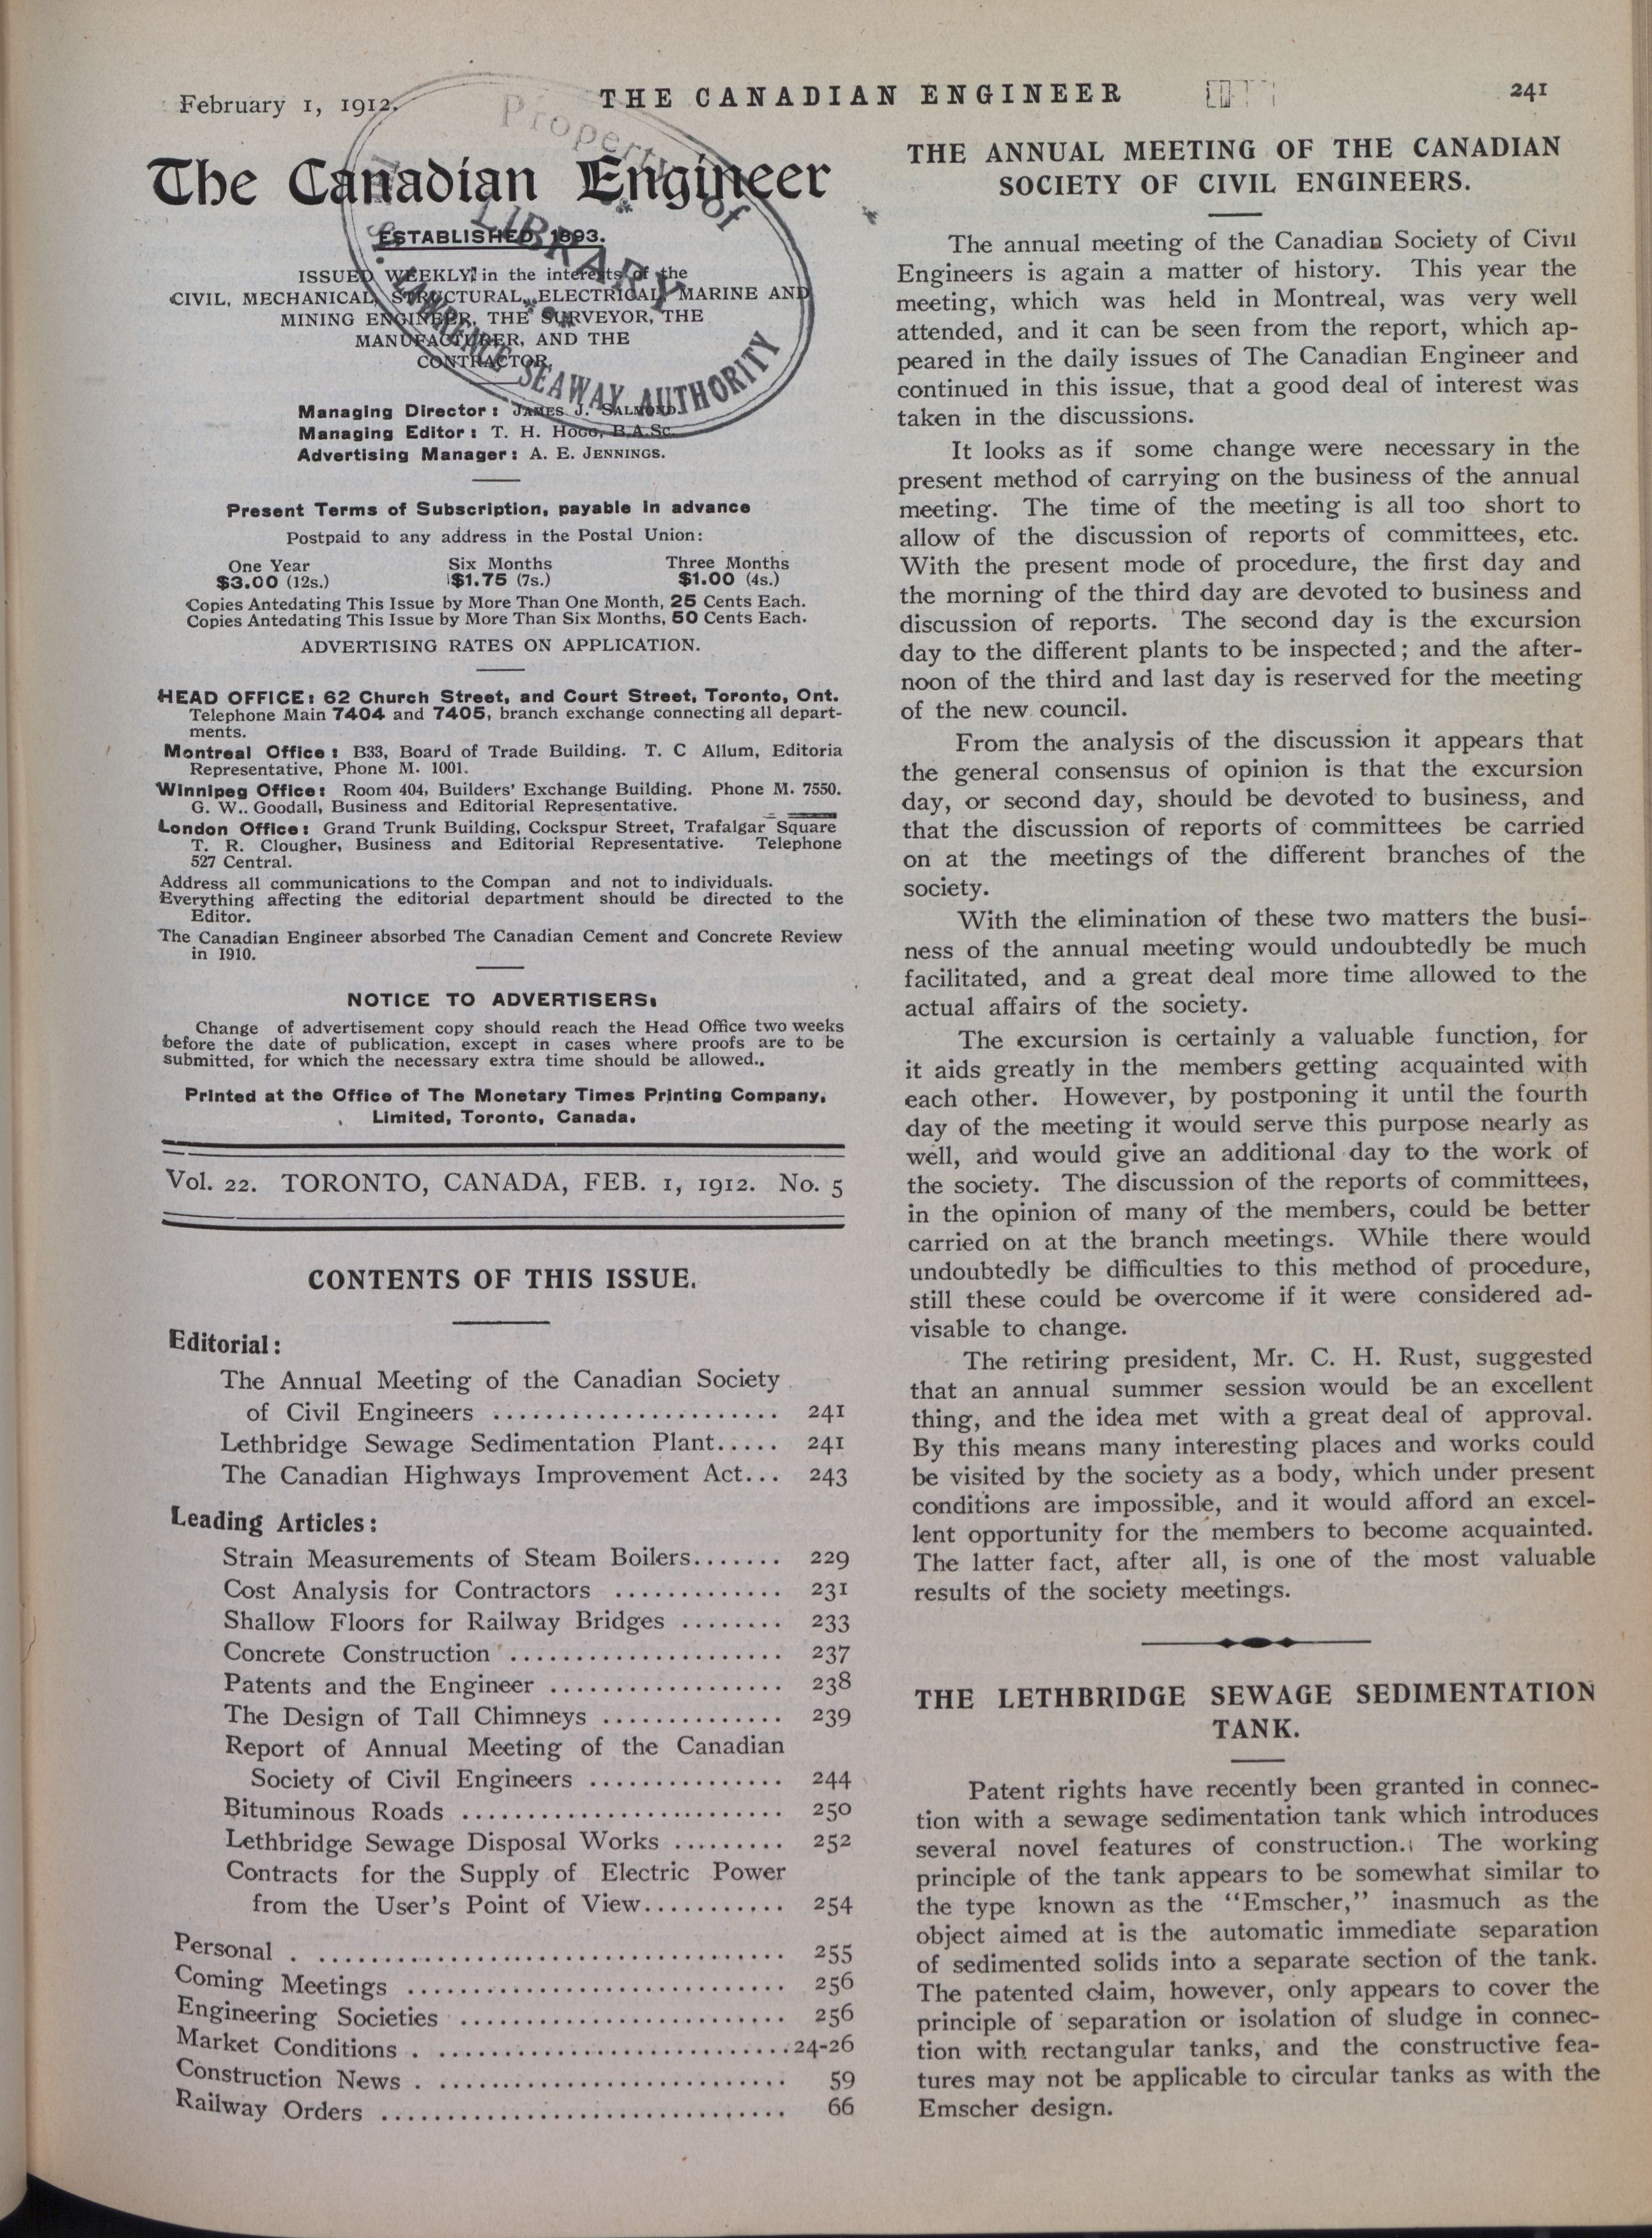 February 1, 1912.
THE CANADIAN ENGINEER
241
The Canadian Engineer
ESTABLISHED 1893.
ISSUED WEEKLY in the interests of the
CIVIL, MECHANICAL, STRUCTURAL, ELECTRICAL, MARINE AND
MINING ENGINEER, THE SURVEYOR, THE
MANUFACTURER, AND THE
CONTRACTOR.
Property of
LIBRARY
ST. LAWRENCE SEAWAY AUTHORITY
Managing Director: JAMES J. SALMOND.
Managing Editor: T. H. HOGG, B.A.Sc.
Advertising Manager: A. E. JENNINGS.
Present Terms of Subscription, payable in advance
Postpaid to any address in the Postal Union:
One Year Six Months Three Months
$3.00 (12s.) $1.75 (7s.) $1.00 (4s.)
Copies Antedating This Issue by More Than One Month, 25 Cents Each.
Copies Antedating This Issue by More Than Six Months, 50 Cents Each.
ADVERTISING RATES ON APPLICATION.
HEAD OFFICE: 62 Church Street, and Court Street, Toronto, Ont.
Telephone Main 7404 and 7405, branch exchange connecting all depart-
ments.
Montreal Office: B33, Board of Trade Building. T. C Allum, Editoria
Representative, Phone M. 1001.
Winnipeg Office: Room 404, Builders' Exchange Building. Phone M. 7550.
G. W.. Goodall, Business and Editorial Representative.
London Office: Grand Trunk Building, Cockspur Street, Trafalgar Square
T. R. Clougher, Business and Editorial Representative. Telephone
527 Central.
Address all communications to the Compan and not to individuals.
Everything affecting the editorial department should be directed to the
Editor.
The Canadian Engineer absorbed The Canadian Cement and Concrete Review
in 1910.
NOTICE TO ADVERTISERS.
Change of advertisement copy should reach the Head Office two weeks
before the date of publication, except in cases where proofs are to be
submitted, for which the necessary extra time should be allowed..
Printed at the Office of The Monetary Times Printing Company,
Limited, Toronto, Canada.
Vol. 22. TORONTO, CANADA, FEB. 1, 1912. No. 5
CONTENTS OF THIS ISSUE.
Editorial:
The Annual Meeting of the Canadian Society
of Civil Engineers ...................... 241
Lethbridge Sewage Sedimentation Plant..... 241
The Canadian Highways Improvement Act... 243
Leading Articles:
Strain Measurements of Steam Boilers....... 229
Cost Analysis for Contractors ............. 231
Shallow Floors for Railway Bridges ........ 233
Concrete Construction ..................... 237
Patents and the Engineer .................. 238
The Design of Tall Chimneys .............. 239
Report of Annual Meeting of the Canadian
Society of Civil Engineers ............... 244
Bituminous Roads ........................ 250
Lethbridge Sewage Disposal Works ......... 252
Contracts for the Supply of Electric Power
from the User's Point of View........... 254
Personal . ................................... 255
Coming Meetings ............................. 256
Engineering Societies ......................... 256
Market Conditions . ...........................24-26
Construction News . .......................... 59
Railway Orders ............................... 66
THE ANNUAL MEETING OF THE CANADIAN
SOCIETY OF CIVIL ENGINEERS.
The annual meeting of the Canadian Society of Civil
Engineers is again a matter of history. This year the
meeting, which was held in Montreal, was very well
attended, and it can be seen from the report, which ap-
peared in the daily issues of The Canadian Engineer and
continued in this issue, that a good deal of interest was
taken in the discussions.
It looks as if some change were necessary in the
present method of carrying on the business of the annual
meeting. The time of the meeting is all too short to
allow of the discussion of reports of committees, etc.
With the present mode of procedure, the first day and
the morning of the third day are devoted to business and
discussion of reports. The second day is the excursion
day to the different plants to be inspected; and the after-
noon of the third and last day is reserved for the meeting
of the new council.
From the analysis of the discussion it appears that
the general consensus of opinion is that the excursion
day, or second day, should be devoted to business, and
that the discussion of reports of committees be carried
on at the meetings of the different branches of the
society.
With the elimination of these two matters the busi-
ness of the annual meeting would undoubtedly be much
facilitated, and a great deal more time allowed to the
actual affairs of the society.
The excursion is certainly a valuable function, for
it aids greatly in the members getting acquainted with
each other. However, by postponing it until the fourth
day of the meeting it would serve this purpose nearly as
well, and would give an additional day to the work of
the society. The discussion of the reports of committees,
in the opinion of many of the members, could be better
carried on at the branch meetings. While there would
undoubtedly be difficulties to this method of procedure,
still these could be overcome if it were considered ad-
visable to change.
The retiring president, Mr. C. H. Rust, suggested
that an annual summer session would be an excellent
thing, and the idea met with a great deal of approval.
By this means many interesting places and works could
be visited by the society as a body, which under present
conditions are impossible, and it would afford an excel-
lent opportunity for the members to become acquainted.
The latter fact, after all, is one of the most valuable
results of the society meetings.
THE LETHBRIDGE SEWAGE SEDIMENTATION
TANK.
Patent rights have recently been granted in connec-
tion with a sewage sedimentation tank which introduces
several novel features of construction. The working
principle of the tank appears to be somewhat similar to
the type known as the "Emscher," inasmuch as the
object aimed at is the automatic immediate separation
of sedimented solids into a separate section of the tank.
The patented claim, however, only appears to cover the
principle of separation or isolation of sludge in connec-
tion with rectangular tanks, and the constructive fea-
tures may not be applicable to circular tanks as with the
Emscher design.